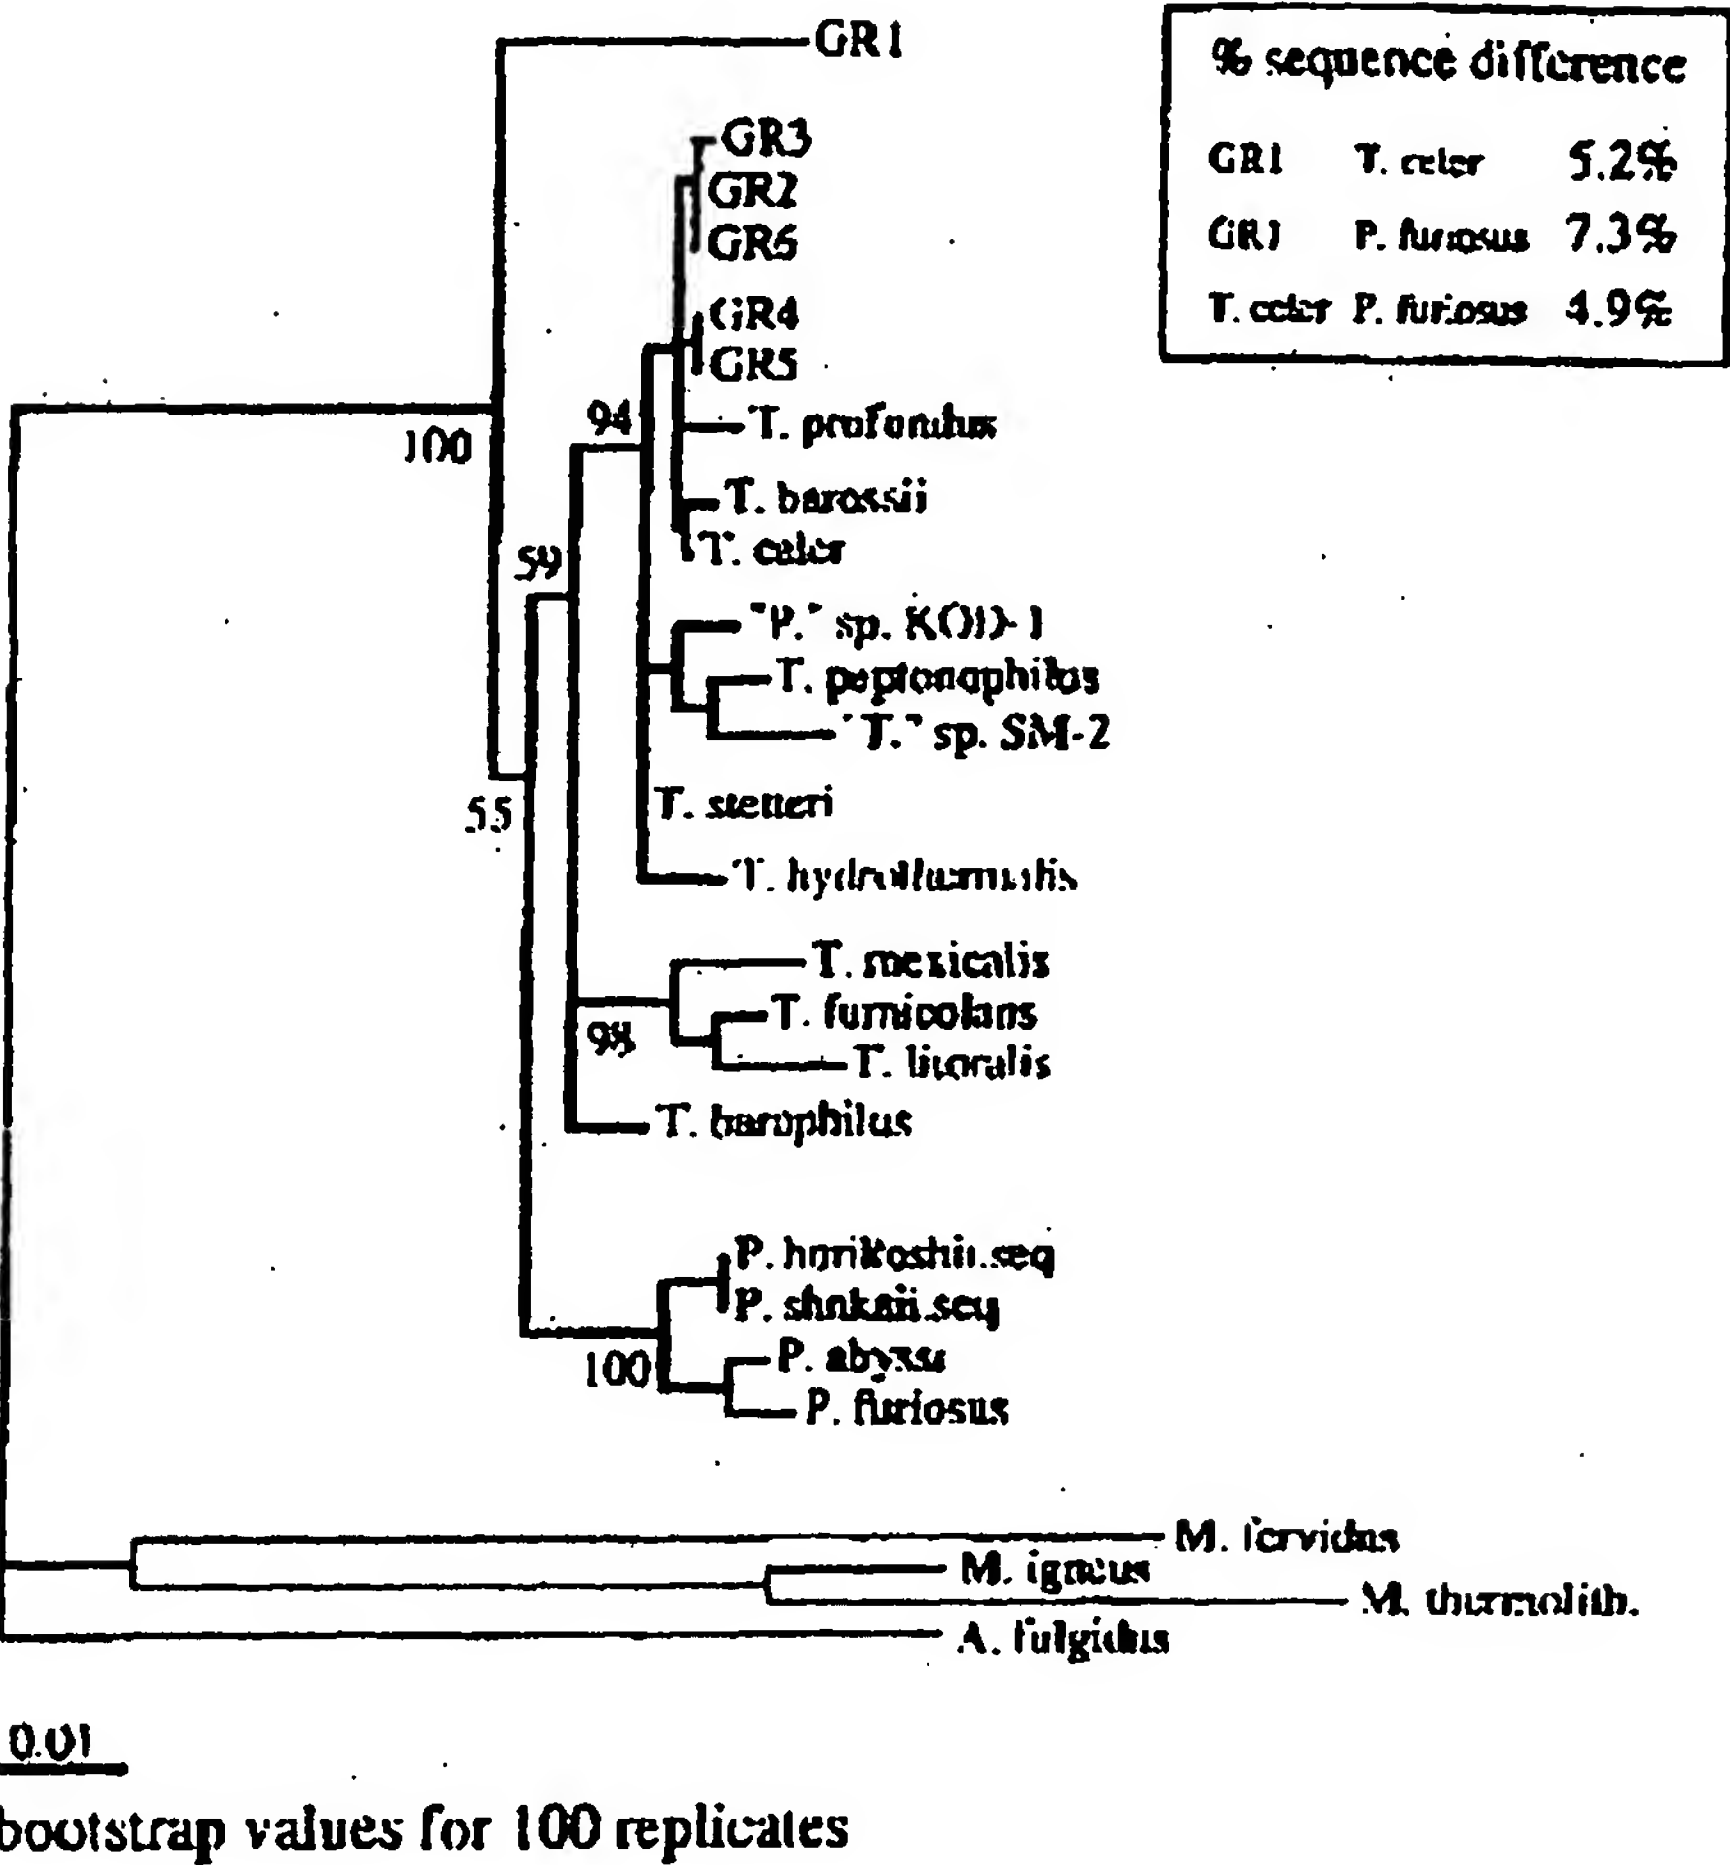 GR1
% sequence difference
GR1 T. celer 5.2%
GR1 P. furiosus 7.3%
T. celer P. furiosus 4.9%
GR3
GR2
GR6
GR4
GR5
94
T. profundus
100
T. barossii
T. celer
59
"P." sp. KOD-1
T. peptonophilus
"T." sp. SM-2
T. stetteri
55
T. hydrothermalis
T. mexicalis
T. fumicolans
98
T. litoralis
T. barophilus
P. horikoshii.seq
P. shinkaii.seq
P. abyssi
100
P. furiosus
M. fervidus
M. igneus
M. thermolith.
A. fulgidus
0.01
bootstrap values for 100 replicates